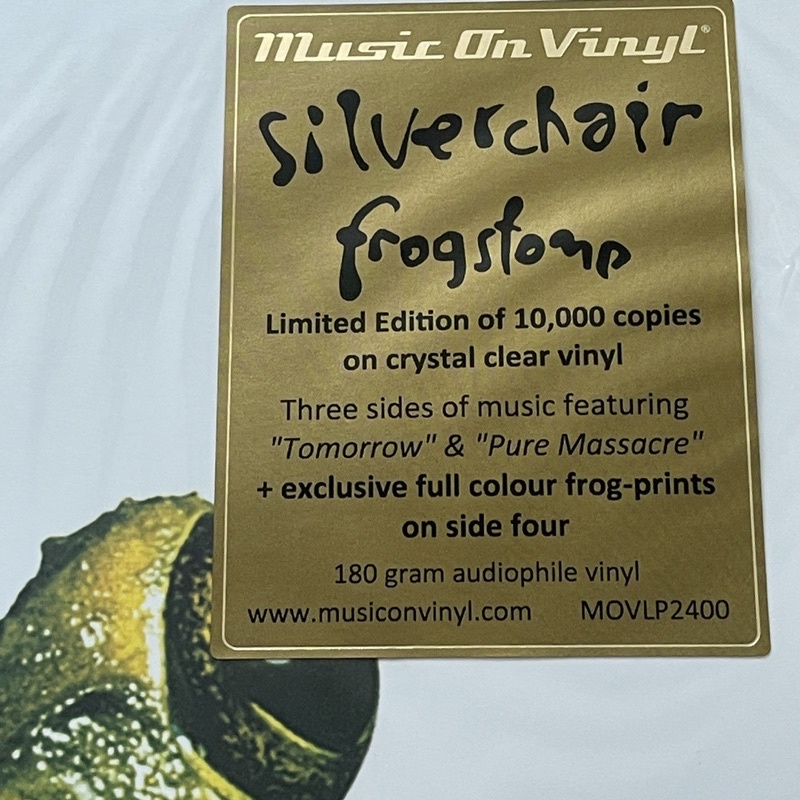 Music On Vinyl®
silverchair
frogstomp
Limited Edition of 10,000 copies
on crystal clear vinyl
Three sides of music featuring
"Tomorrow" & "Pure Massacre"
+ exclusive full colour frog-prints
on side four
180 gram audiophile vinyl
www.musiconvinyl.com MOVLP2400